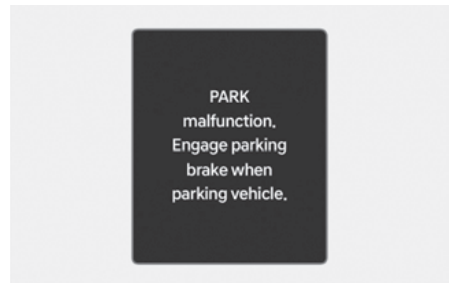 PARK
malfunction.
Engage parking
brake when
parking vehicle.